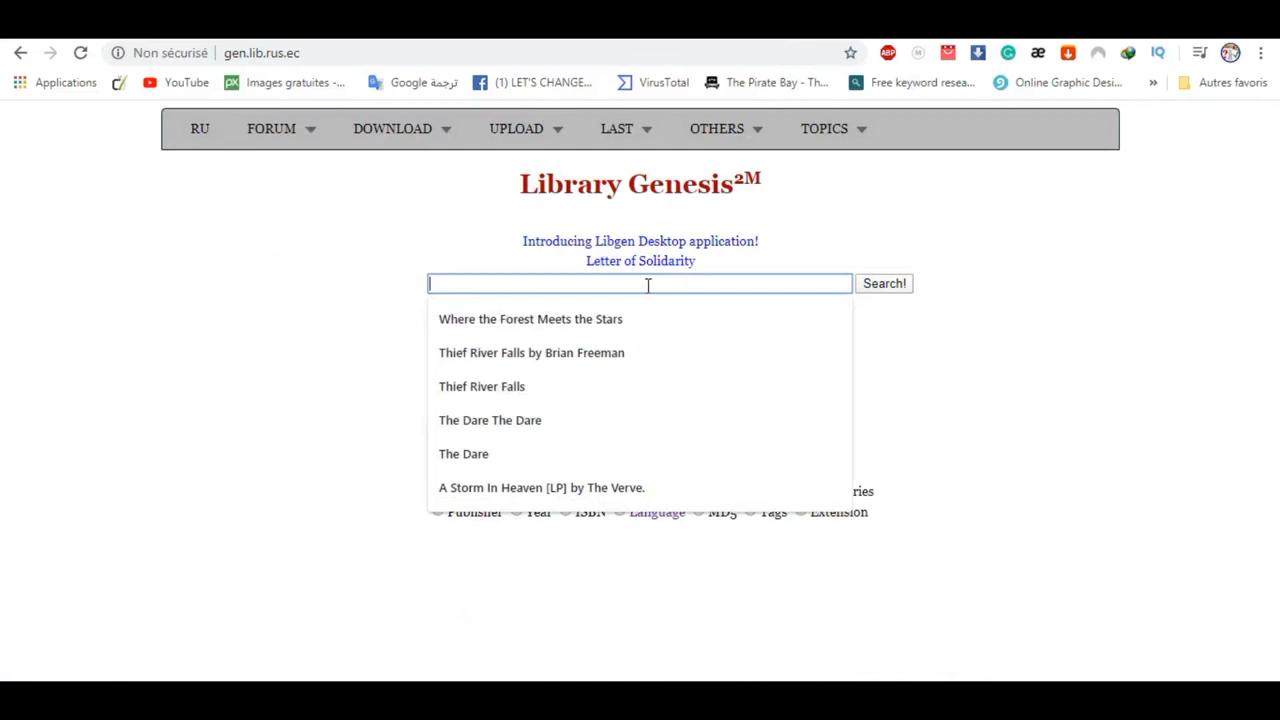 Non sécurisé gen.lib.rus.ec ABP IQ
Applications YouTube Images gratuites -... Google ترجمة (1) LET'S CHANGE... VirusTotal The Pirate Bay - Th... Free keyword resea... Online Graphic Desi... » Autres favoris
RU FORUM DOWNLOAD UPLOAD LAST OTHERS TOPICS
Library Genesis²ᴹ
Introducing Libgen Desktop application!
Letter of Solidarity
Search!
Where the Forest Meets the Stars
Thief River Falls by Brian Freeman
Thief River Falls
The Dare The Dare
The Dare
A Storm In Heaven [LP] by The Verve.
ries
Publisher Year ISBN Language MD5 Tags Extension